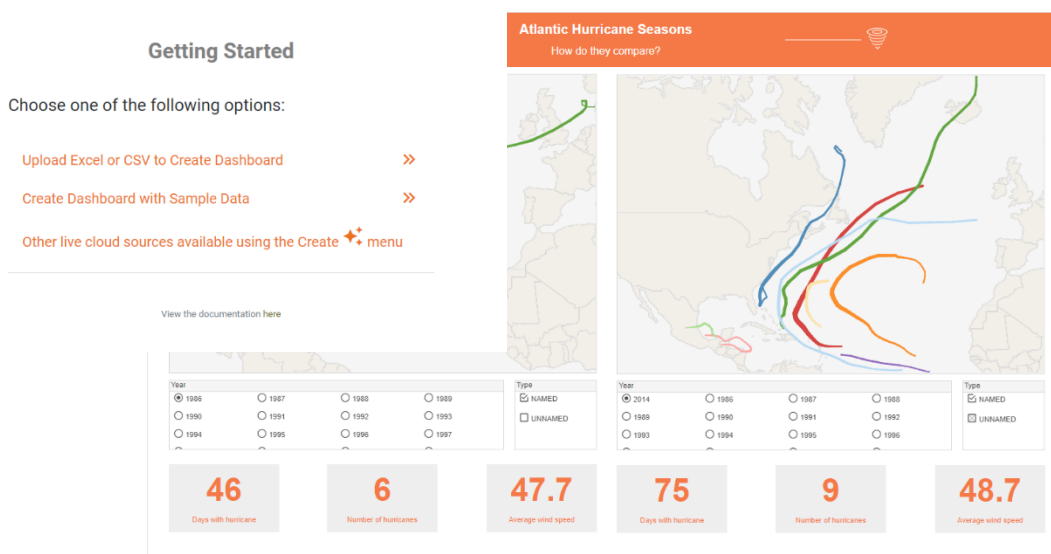 Getting Started
Choose one of the following options:
Upload Excel or CSV to Create Dashboard
Create Dashboard with Sample Data
Other live cloud sources available using the Create menu
View the documentation here
Atlantic Hurricane Seasons
How do they compare?
Year
1986 1987 1988 1989
1990 1991 1992 1993
1994 1995 1996 1997
Type
NAMED
UNNAMED
Year
2014 1986 1987 1988
1989 1990 1991 1992
1993 1994 1995 1996
Type
NAMED
UNNAMED
46
Days with hurricane
6
Number of hurricanes
47.7
Average wind speed
75
Days with hurricane
9
Number of hurricanes
48.7
Average wind speed